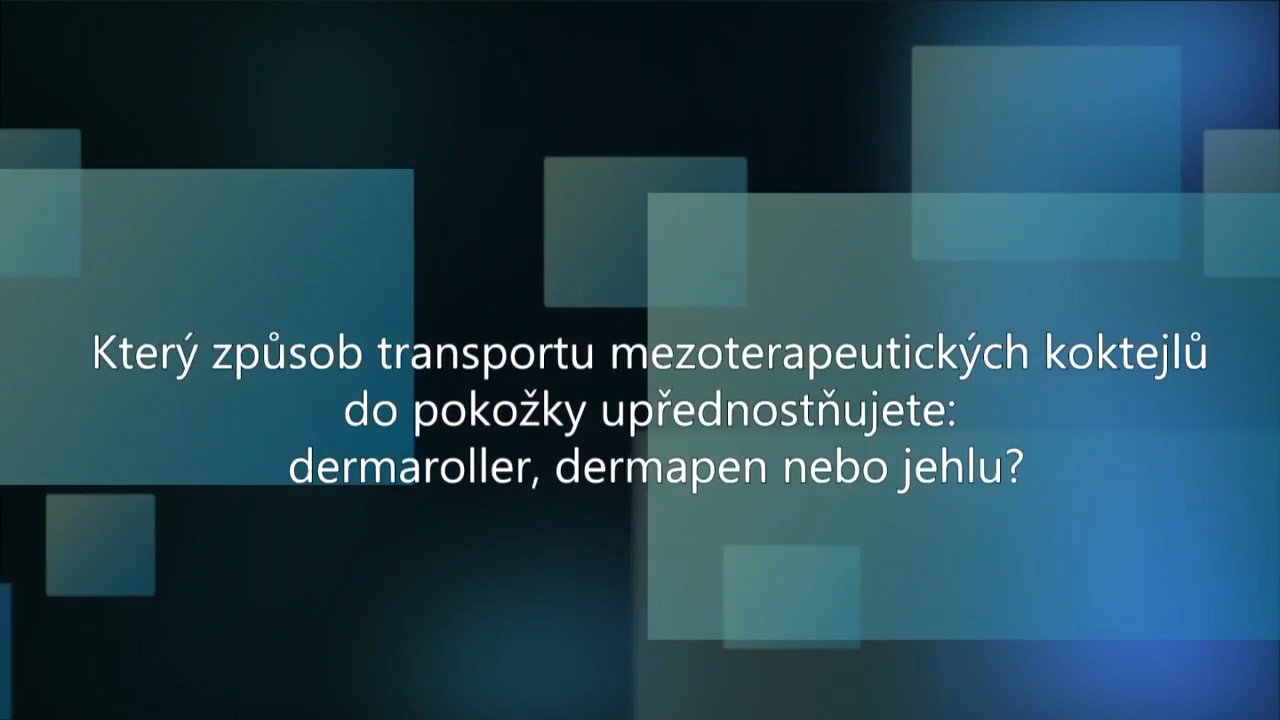 Který způsob transportu mezoterapeutických koktejlů
do pokožky upřednostňujete:
dermaroller, dermapen nebo jehlu?